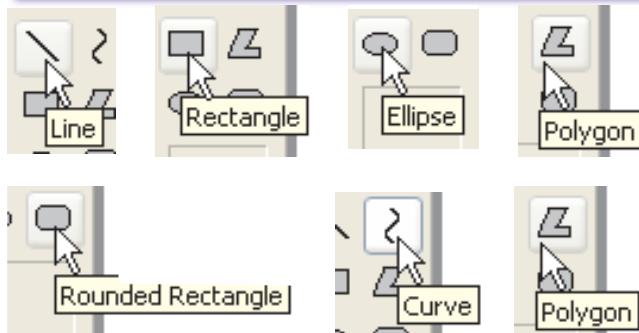 Line
Rectangle
Ellipse
Polygon
Rounded Rectangle
Curve
Polygon